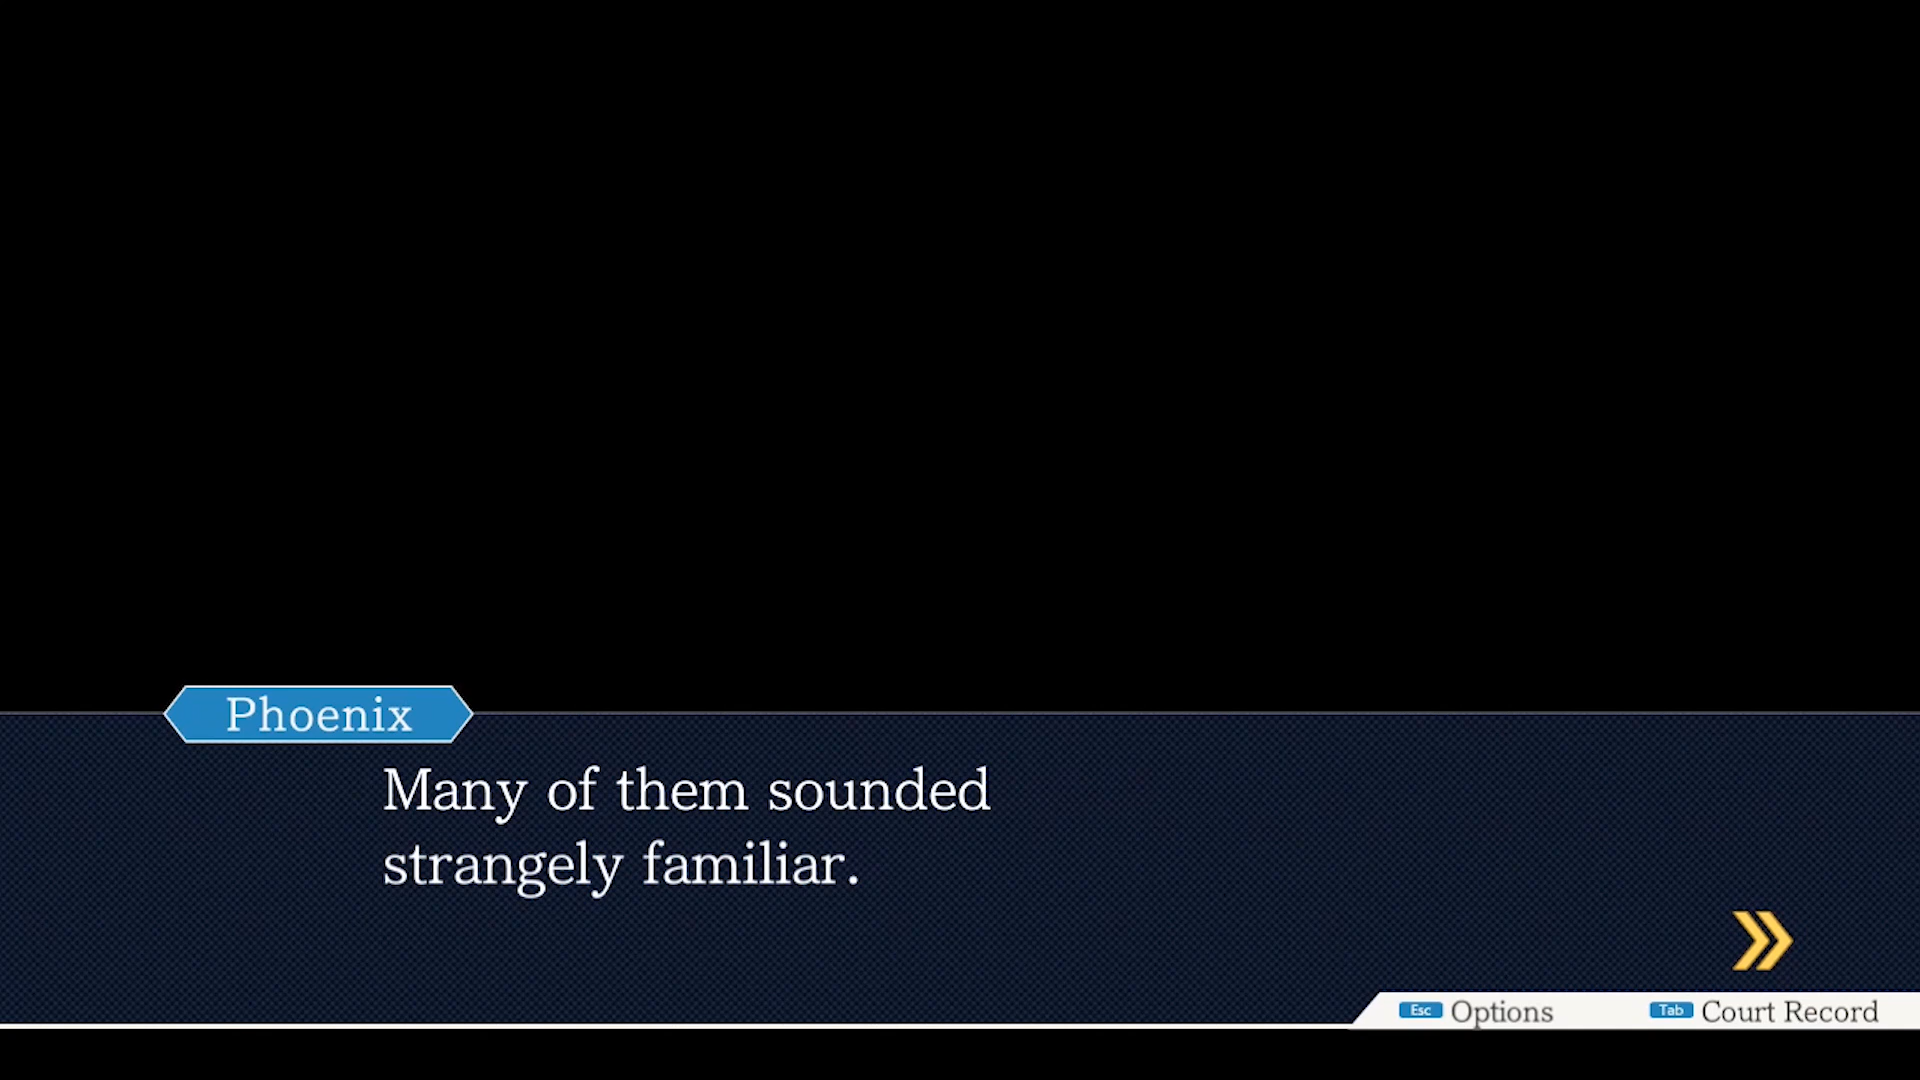 Phoenix
Many of them sounded
strangely familiar.
Esc Options Tab Court Record